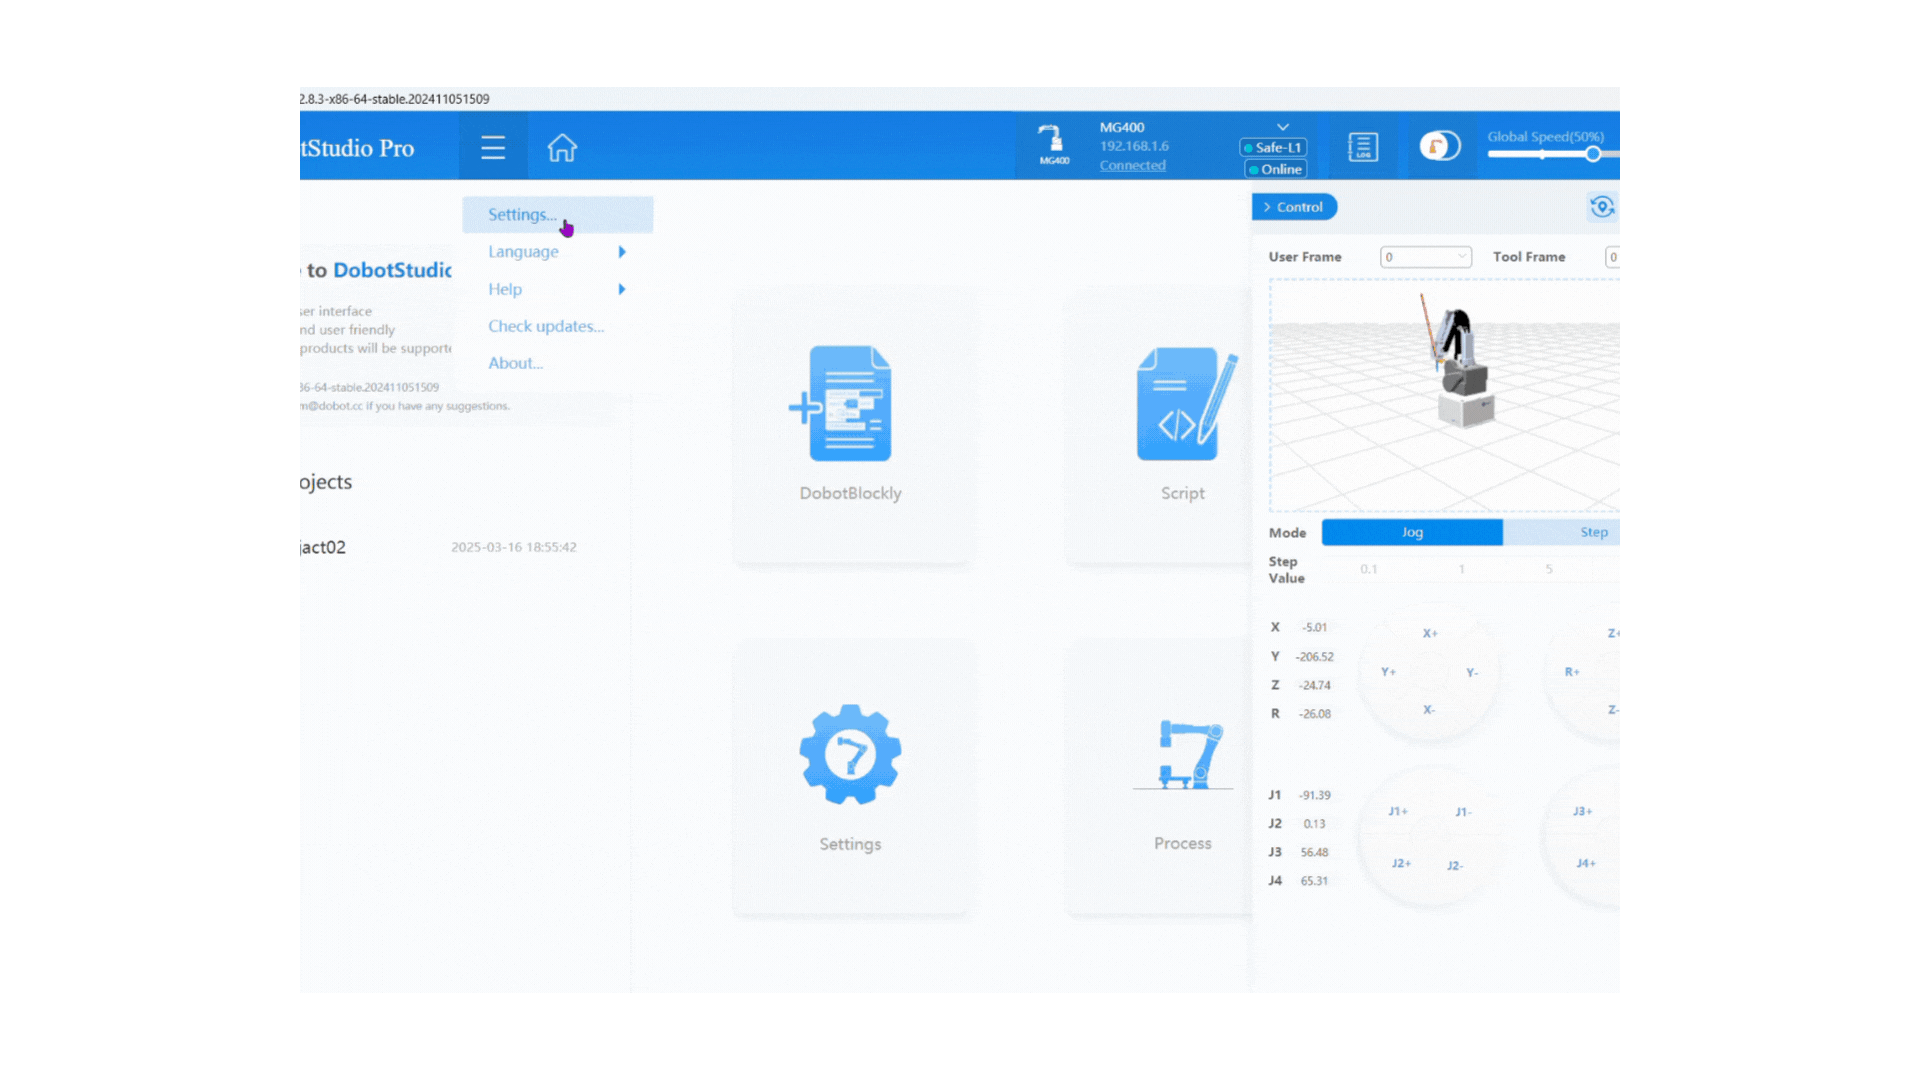 2.8.3-x86-64-stable.202411051509
tStudio Pro
MG400
MG400
192.168.1.6
Connected
Safe-L1
Online
LOG
Global Speed(50%)
Settings...
Language
Help
Check updates...
About...
to DobotStudio
ser interface
nd user friendly
products will be supporte
86-64-stable.202411051509
m@dobot.cc if you have any suggestions.
ojects
jact02 2025-03-16 18:55:42
DobotBlockly
Script
Settings
Process
Control
User Frame 0 Tool Frame 0
Mode Jog Step
Step Value 0.1 1 5
X -5.01
Y -206.52
Z -24.74
R -26.08
X+
Y+ Y-
X-
Z+
R+
Z-
J1 -91.39
J2 0.13
J3 56.48
J4 65.31
J1+ J1-
J2+ J2-
J3+
J4+